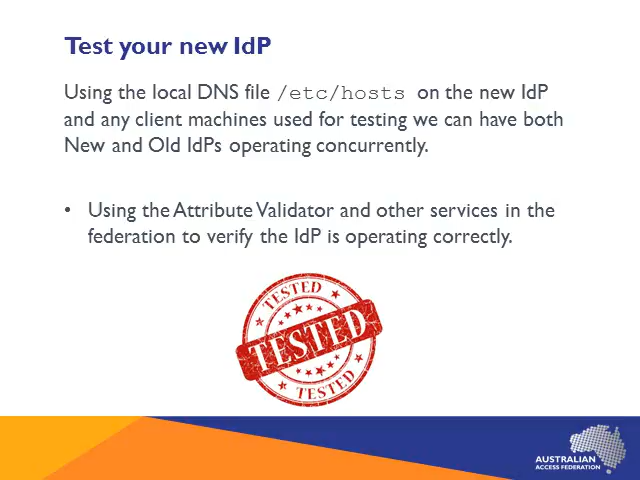 Test your new IdP
Using the local DNS file /etc/hosts on the new IdP
and any client machines used for testing we can have both
New and Old IdPs operating concurrently.
• Using the Attribute Validator and other services in the
federation to verify the IdP is operating correctly.
TESTED
TESTED
TESTED
AUSTRALIAN
ACCESS FEDERATION